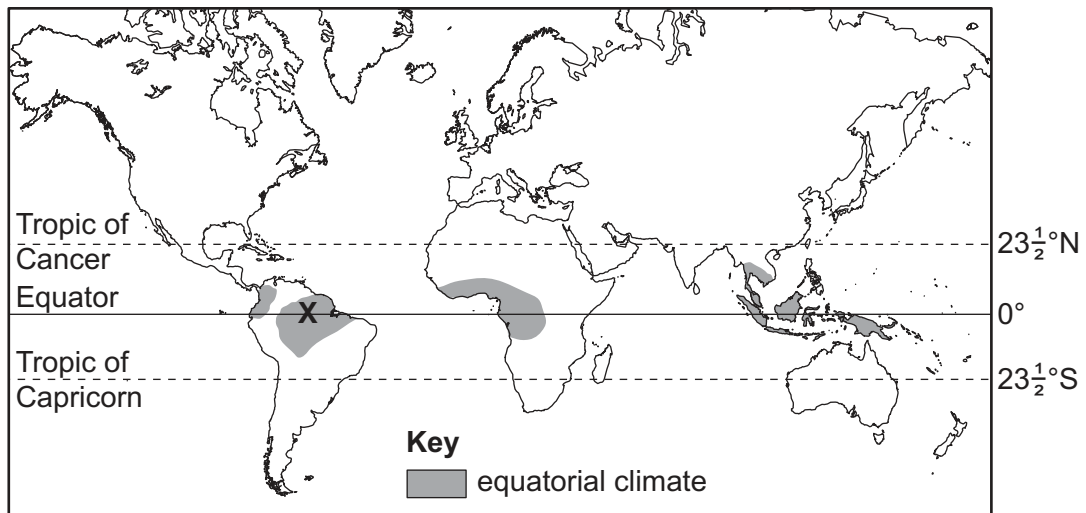 Tropic of
Cancer
23½°N
Equator
0°
X
Tropic of
Capricorn
23½°S
Key
equatorial climate